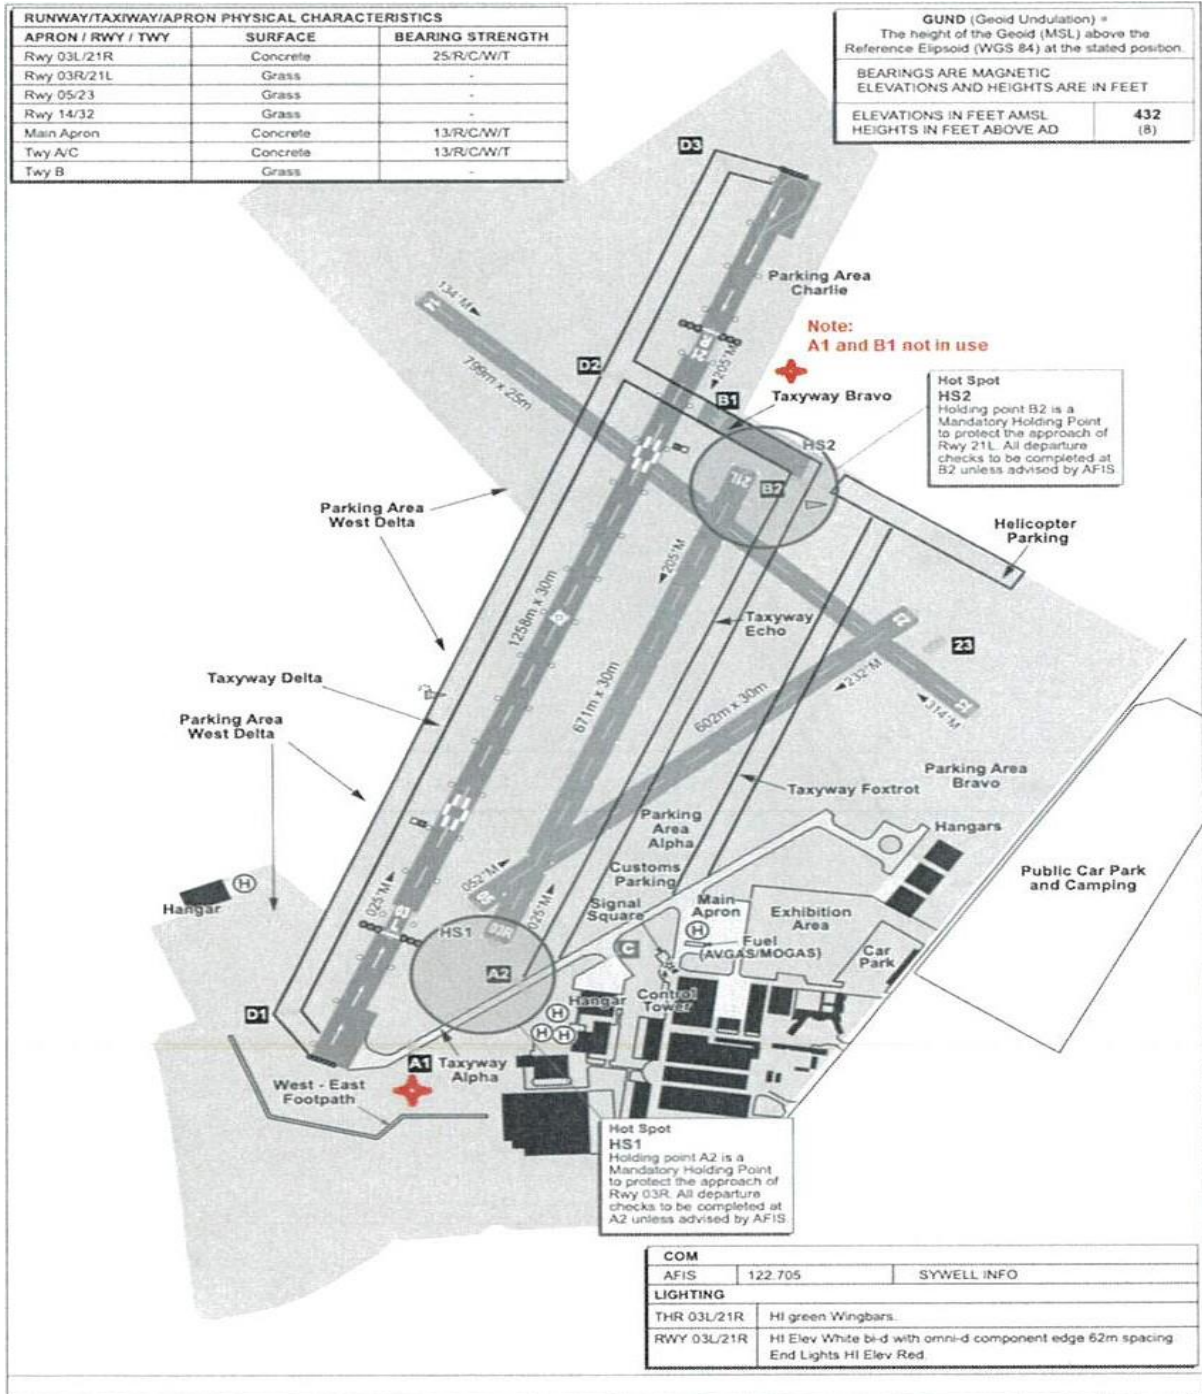 RUNWAY/TAXIWAY/APRON PHYSICAL CHARACTERISTICS
APRON / RWY / TWY SURFACE BEARING STRENGTH
Rwy 03L/21R Concrete 25/R/C/W/T
Rwy 03R/21L Grass -
Rwy 05/23 Grass -
Rwy 14/32 Grass -
Main Apron Concrete 13/R/C/W/T
Twy A/C Concrete 13/R/C/W/T
Twy B Grass -
GUND (Geoid Undulation) =
The height of the Geoid (MSL) above the
Reference Elipsoid (WGS 84) at the stated position.
BEARINGS ARE MAGNETIC
ELEVATIONS AND HEIGHTS ARE IN FEET
ELEVATIONS IN FEET AMSL 432
HEIGHTS IN FEET ABOVE AD (8)
D3
Parking Area
Charlie
134°M
14
799m x 25m
Note:
A1 and B1 not in use
R21
205°M
D2
B1
Taxyway Bravo
Hot Spot
HS2
Holding point B2 is a
Mandatory Holding Point
to protect the approach of
Rwy 21L. All departure
checks to be completed at
B2 unless advised by AFIS
HS2
21L
B2
Parking Area
West Delta
Helicopter
Parking
205°M
1258m x 30m
Taxyway
Echo
23
23
232°M
314°M
32
Taxyway Delta
671m x 30m
602m x 30m
Parking Area
West Delta
Parking Area
Bravo
Taxyway Foxtrot
Parking
Area
Alpha
Hangars
Customs
Parking
052°M
05
025°M
03
L
025°M
03R
Public Car Park
and Camping
H
Hangar
Signal
Square
Main
Apron
Exhibition
Area
H
HS1
C
Fuel
(AVGAS/MOGAS)
Car
Park
A2
Hangar
Control
Tower
D1
H
H H
A1
Taxyway
Alpha
West - East
Footpath
Hot Spot
HS1
Holding point A2 is a
Mandatory Holding Point
to protect the approach of
Rwy 03R. All departure
checks to be completed at
A2 unless advised by AFIS
COM
AFIS 122.705 SYWELL INFO
LIGHTING
THR 03L/21R HI green Wingbars.
RWY 03L/21R HI Elev White bi-d with omni-d component edge 62m spacing
End Lights HI Elev Red.